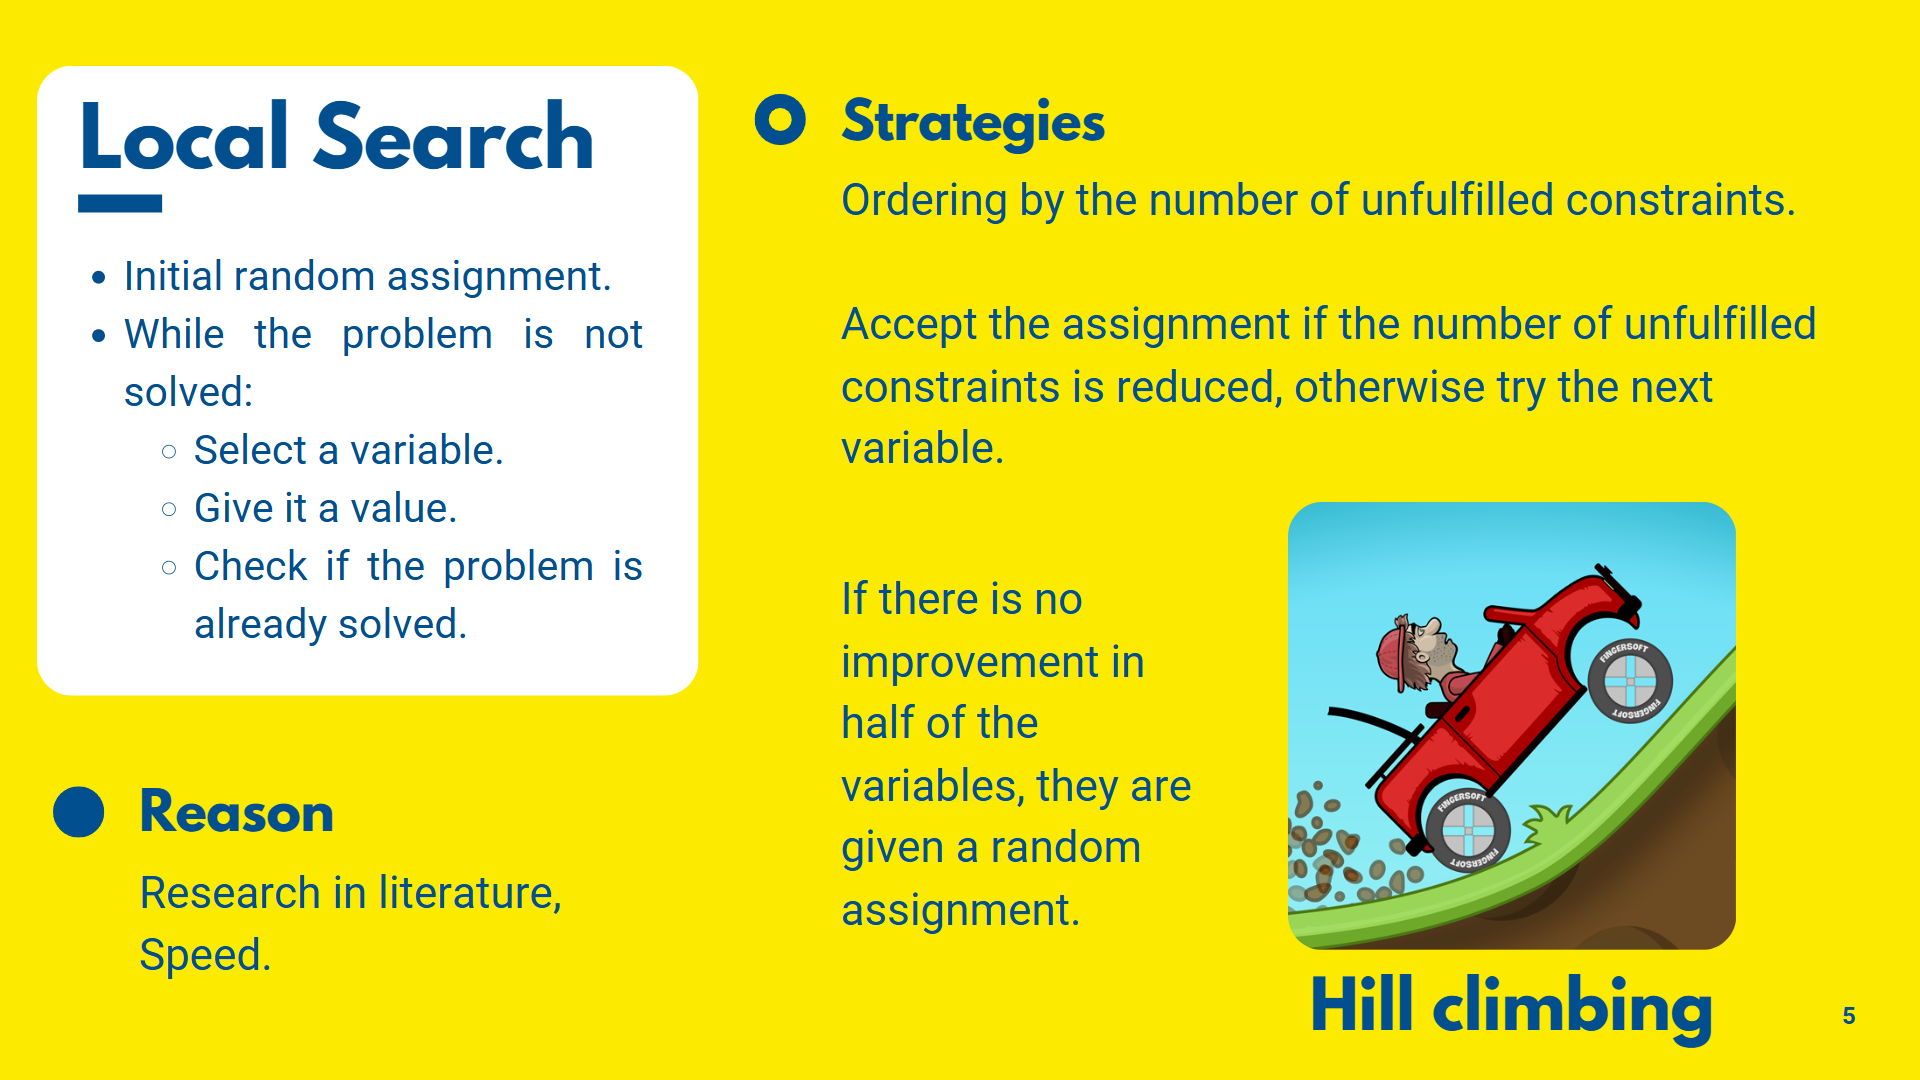 Local Search
Initial random assignment.
While the problem is not
solved:
Select a variable.
Give it a value.
Check if the problem is
already solved.
Reason
Research in literature,
Speed.
Strategies
Ordering by the number of unfulfilled constraints.
Accept the assignment if the number of unfulfilled
constraints is reduced, otherwise try the next
variable.
If there is no
improvement in
half of the
variables, they are
given a random
assignment.
FINGERSOFT
FINGERSOFT
FINGERSOFT
FINGERSOFT
Hill climbing
5